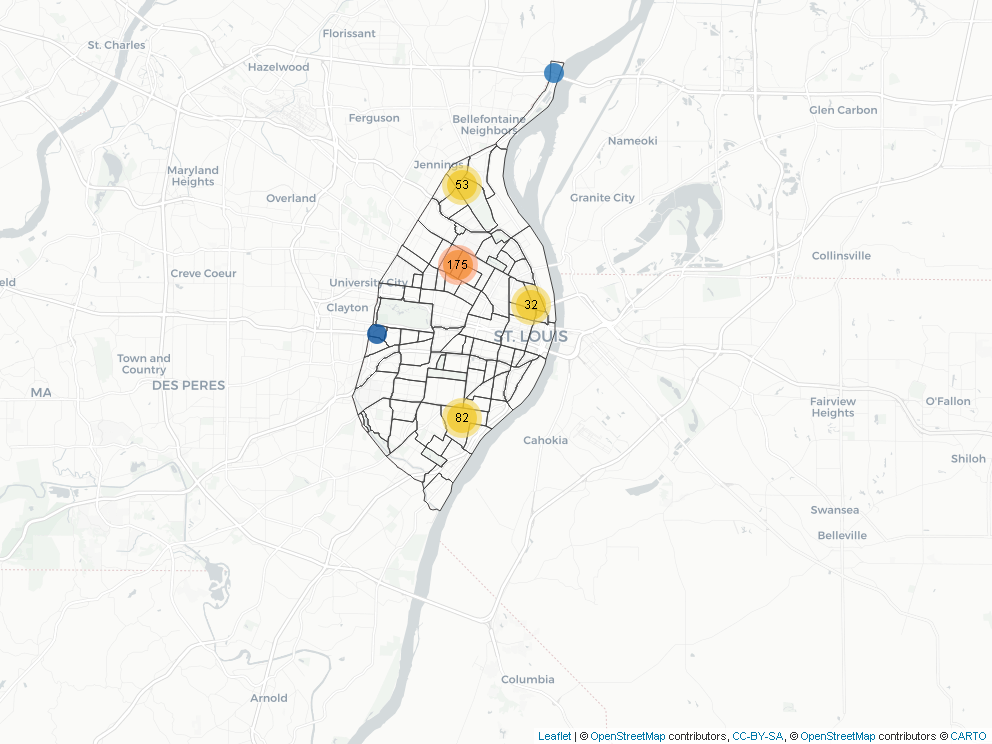 Florissant
St. Charles
Hazelwood
Glen Carbon
Ferguson
Bellefontaine
Neighbors
Nameoki
Jennings
Maryland
Heights
53
Overland
Granite City
Collinsville
175
Creve Coeur
University City
eld
32
Clayton
ST. LOUIS
Town and
Country
DES PERES
MA
Fairview
Heights
O'Fallon
82
Cahokia
Shiloh
Swansea
Belleville
Columbia
Arnold
Leaflet | © OpenStreetMap contributors, CC-BY-SA, © OpenStreetMap contributors © CARTO